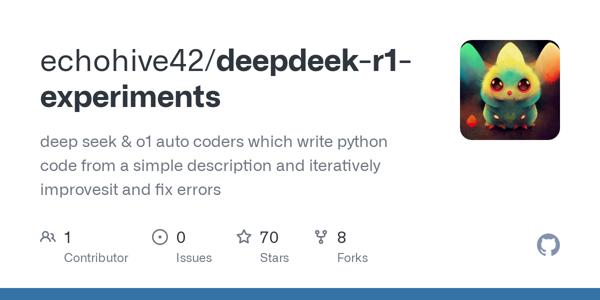 echohive42/deepdeek-r1-
experiments
deep seek & o1 auto coders which write python
code from a simple description and iteratively
improvesit and fix errors
1
Contributor
0
Issues
70
Stars
8
Forks